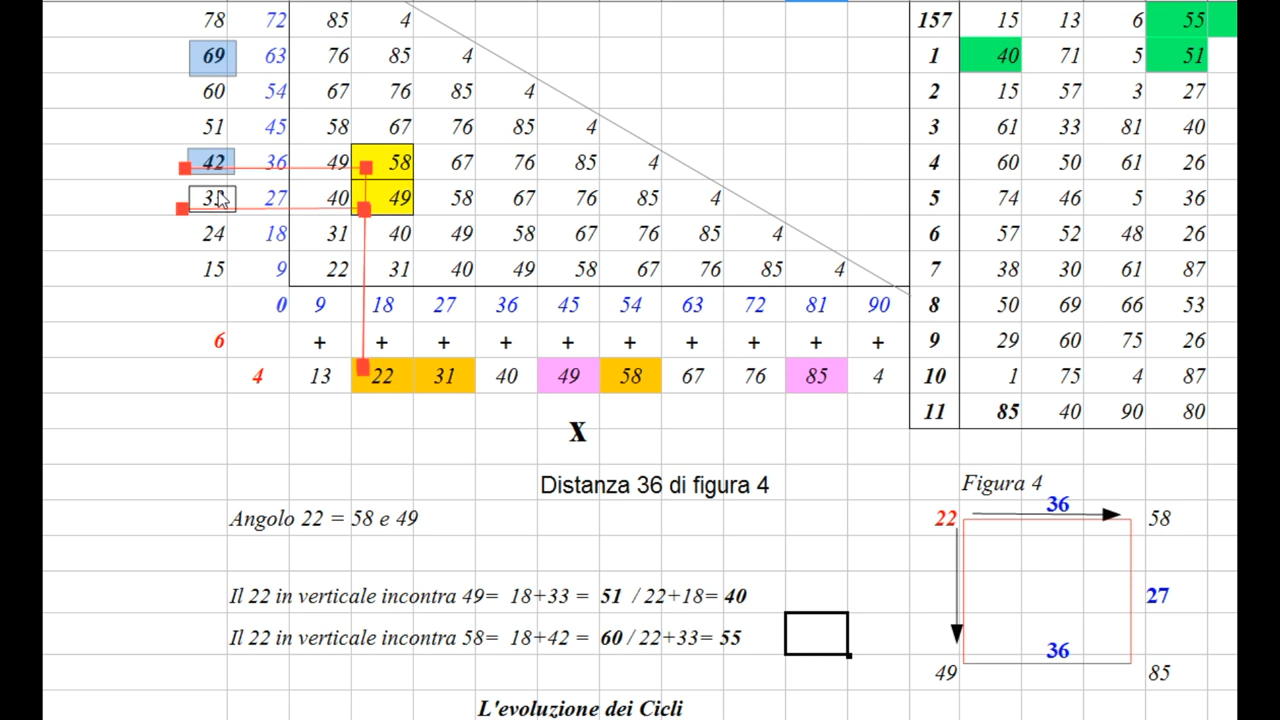 78 72 85 4 157 15 13 6 55
69 63 76 85 4 1 40 71 5 51
60 54 67 76 85 4 2 15 57 3 27
51 45 58 67 76 85 4 3 61 33 81 40
42 36 49 58 67 76 85 4 4 60 50 61 26
33 27 40 49 58 67 76 85 4 5 74 46 5 36
24 18 31 40 49 58 67 76 85 4 6 57 52 48 26
15 9 22 31 40 49 58 67 76 85 4 7 38 30 61 87
0 9 18 27 36 45 54 63 72 81 90 8 50 69 66 53
6 + + + + + + + + + + 9 29 60 75 26
4 13 22 31 40 49 58 67 76 85 4 10 1 75 4 87
11 85 40 90 80
X
Distanza 36 di figura 4
Figura 4
36
22 58
Angolo 22 = 58 e 49
27
Il 22 in verticale incontra 49= 18+33 = 51 / 22+18= 40
Il 22 in verticale incontra 58= 18+42 = 60 / 22+33= 55
36
49 85
L'evoluzione dei Cicli